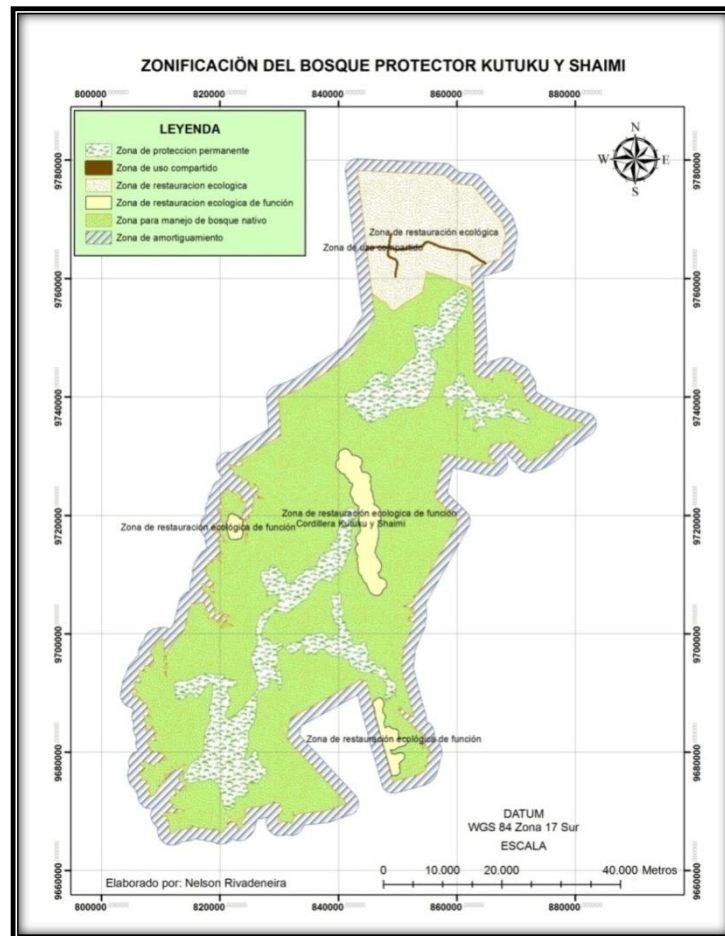 ZONIFICACIÖN DEL BOSQUE PROTECTOR KUTUKU Y SHAIMI
800000 820000 840000 860000 880000
LEYENDA
Zona de proteccion permanente
Zona de uso compartido
Zona de restauracion ecologica
Zona de restauracion ecologica de función
Zona para manejo de bosque nativo
Zona de amortiguamiento
N
W E
S
9780000 9780000
Zona de restauración ecológica
Zona de uso compartido
9760000 9760000
9740000 9740000
Zona de restauración ecologica de función
9720000 9720000
Cordillera Kutuku y Shaimi
Zona de restauración ecológica de función
9700000 9700000
Zona de restauración ecológica de función
9680000 9680000
DATUM
WGS 84 Zona 17 Sur
ESCALA
0 10.000 20.000 40.000 Metros
9660000 9660000
Elaborado por: Nelson Rivadeneira
800000 820000 840000 860000 880000